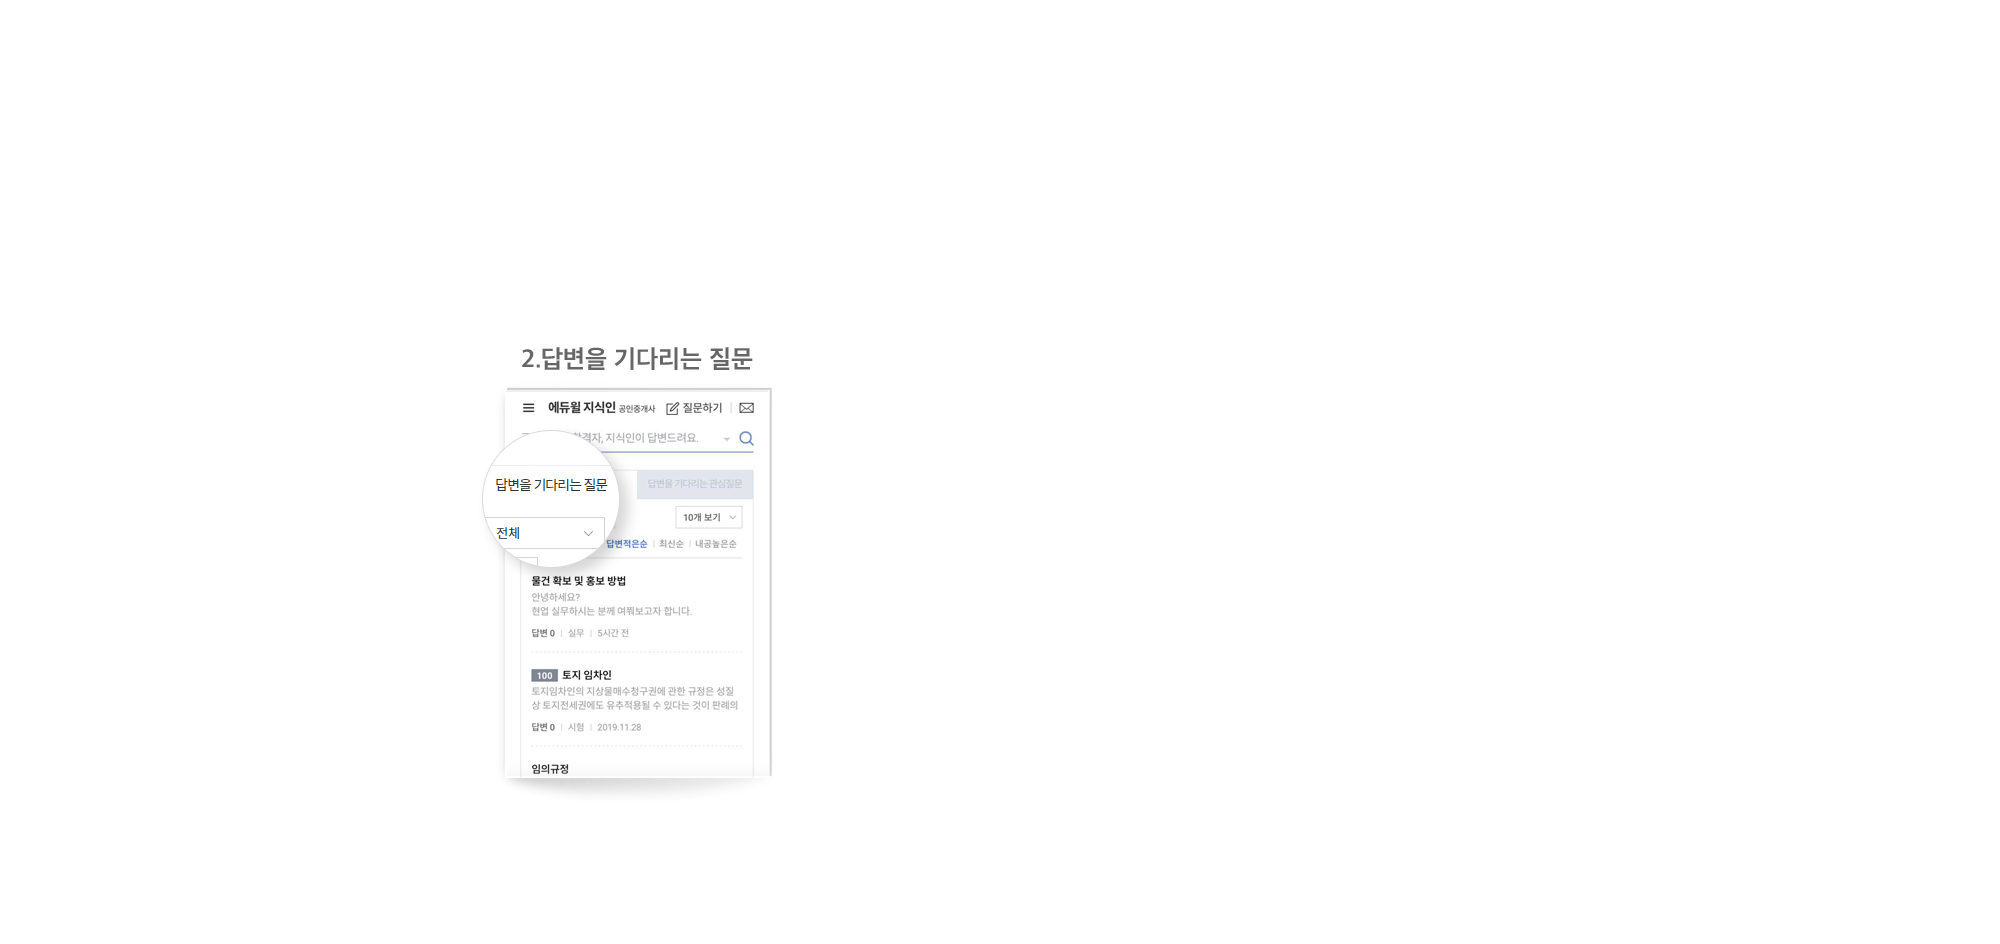 2.답변을 기다리는 질문
에듀윌 지식인 공인중개사 질문하기
합격자, 지식인이 답변드려요.
답변을 기다리는 질문
답변을 기다리는 관심질문
전체
10개 보기
답변적은순 | 최신순 | 내공높은순
물건 확보 및 홍보 방법
안녕하세요?
현업 실무하시는 분께 여쭤보고자 합니다.
답변 0 | 실무 | 5시간 전
100 토지 임차인
토지임차인의 지상물매수청구권에 관한 규정은 성질
상 토지전세권에도 유추적용될 수 있다는 것이 판례의
답변 0 | 시험 | 2019.11.28
임의규정